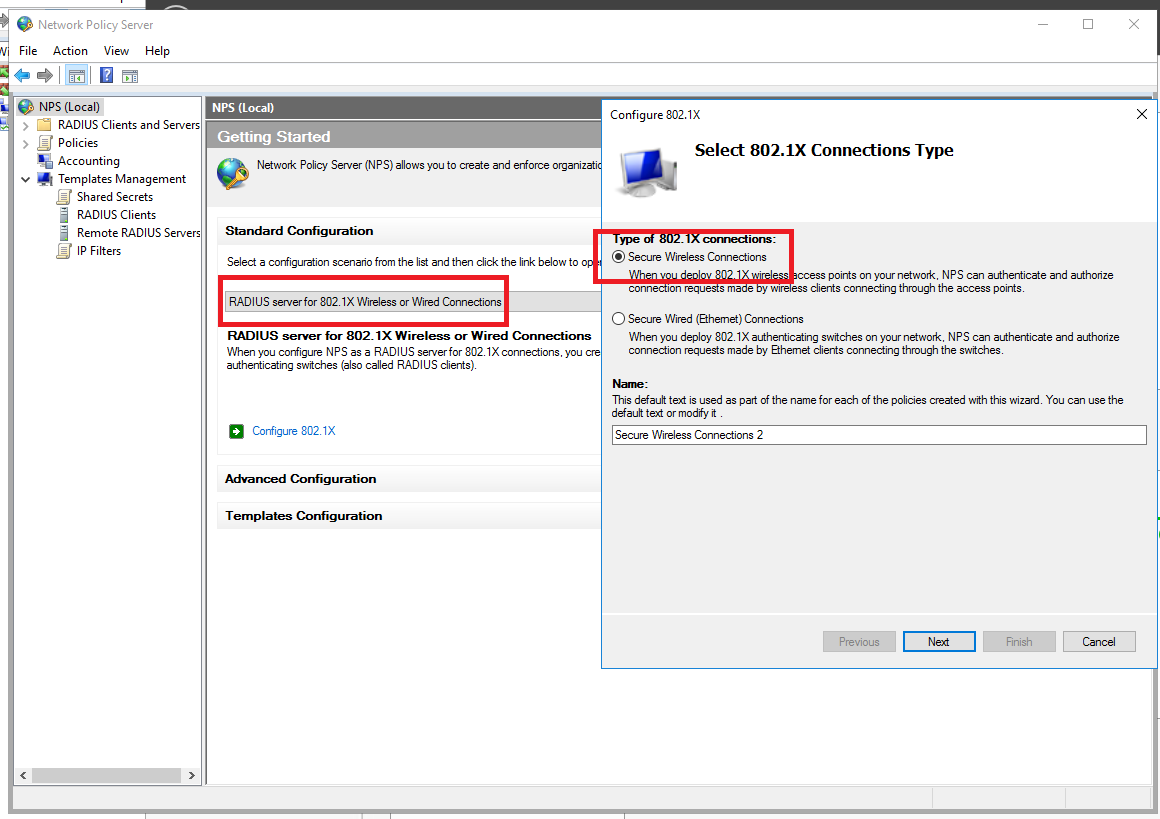 Network Policy Server
File Action View Help
NPS (Local)
RADIUS Clients and Servers
Policies
Accounting
Templates Management
Shared Secrets
RADIUS Clients
Remote RADIUS Servers
IP Filters
NPS (Local)
Getting Started
Network Policy Server (NPS) allows you to create and enforce organizatio
Standard Configuration
Select a configuration scenario from the list and then click the link below to ope
RADIUS server for 802.1X Wireless or Wired Connections
RADIUS server for 802.1X Wireless or Wired Connections
When you configure NPS as a RADIUS server for 802.1X connections, you cre
authenticating switches (also called RADIUS clients).
Configure 802.1X
Advanced Configuration
Templates Configuration
Configure 802.1X
Select 802.1X Connections Type
Type of 802.1X connections:
Secure Wireless Connections
When you deploy 802.1X wireless access points on your network, NPS can authenticate and authorize
connection requests made by wireless clients connecting through the access points.
Secure Wired (Ethernet) Connections
When you deploy 802.1X authenticating switches on your network, NPS can authenticate and authorize
connection requests made by Ethernet clients connecting through the switches.
Name:
This default text is used as part of the name for each of the policies created with this wizard. You can use the
default text or modify it .
Secure Wireless Connections 2
Previous Next Finish Cancel